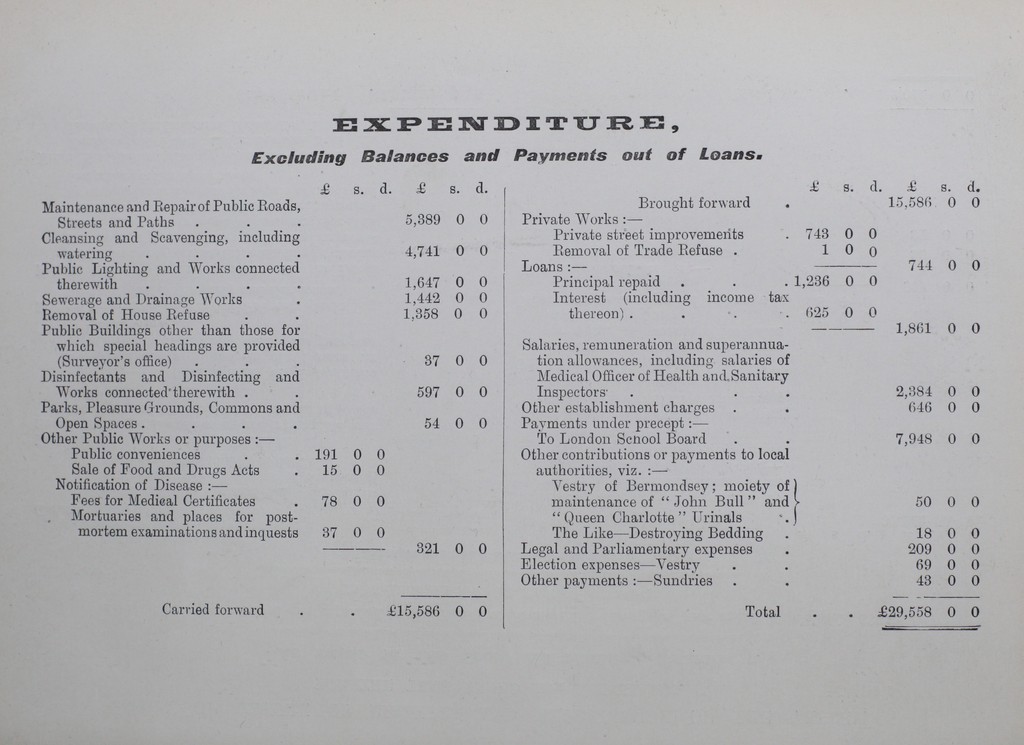 EXPENDITURE,
Excluding Balances and Payments out of Loans.
£ s. d. £ s. d.
Maintenance and Repair of Public Roads,
Streets and Paths . . . 5,389 0 0
Cleansing and Scavenging, including
watering . . . . 4,741 0 0
Public Lighting and Works connected
therewith . . . . 1,647 0 0
Sewerage and Drainage Works . 1,442 0 0
Removal of House Refuse . . 1,358 0 0
Public Buildings other than those for
which special headings are provided
(Surveyor's office) . . . 37 0 0
Disinfectants and Disinfecting and
Works connected therewith . . 597 0 0
Parks, Pleasure Grounds, Commons and
Open Spaces . . . . 54 0 0
Other Public Works or purposes :—
Public conveniences . . 191 0 0
Sale of Food and Drugs Acts . 15 0 0
Notification of Disease :—
Fees for Medical Certificates . 78 0 0
Mortuaries and places for post-
mortem examinations and inquests 37 0 0
321 0 0
Carried forward . . £15,586 0 0
£ s. d. £ s. d.
Brought forward . 15,586 0 0
Private Works :—
Private street improvements . 743 0 0
Removal of Trade Refuse . 1 0 0
744 0 0
Loans :—
Principal repaid . . . 1,236 0 0
Interest (including income tax
thereon) . . . . 625 0 0
1,861 0 0
Salaries, remuneration and superannua-
tion allowances, including salaries of
Medical Officer of Health and Sanitary
Inspectors . . . 2,384 0 0
Other establishment charges . . 646 0 0
Payments under precept :—
To London School Board . . 7,948 0 0
Other contributions or payments to local
authorities, viz. :—
Vestry of Bermondsey ; moiety of
maintenance of "John Bull" and
"Queen Charlotte" Urinals . 50 0 0
The Like—Destroying Bedding . 18 0 0
Legal and Parliamentary expenses . 209 0 0
Election expenses—Vestry . . 69 0 0
Other payments :—Sundries . . 43 0 0
Total . . £29,558 0 0